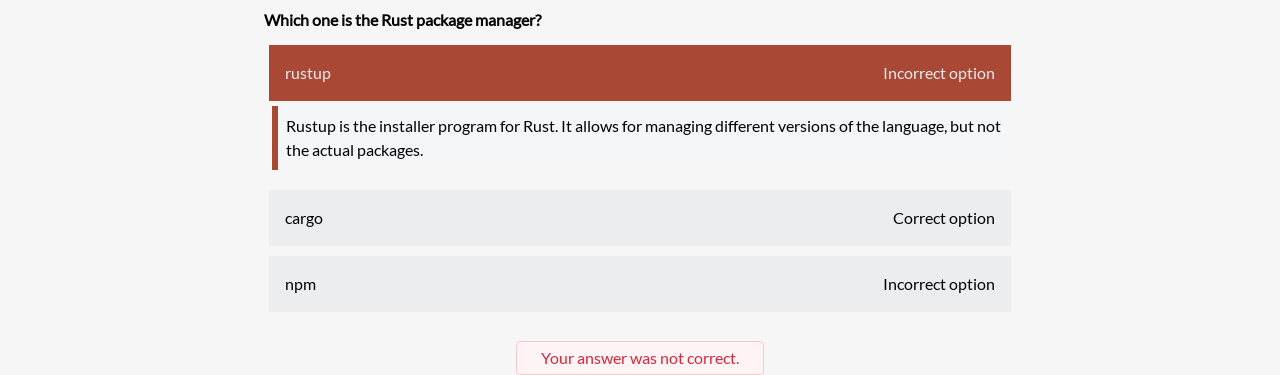 Which one is the Rust package manager?
rustup Incorrect option
Rustup is the installer program for Rust. It allows for managing different versions of the language, but not
the actual packages.
cargo Correct option
npm Incorrect option
Your answer was not correct.